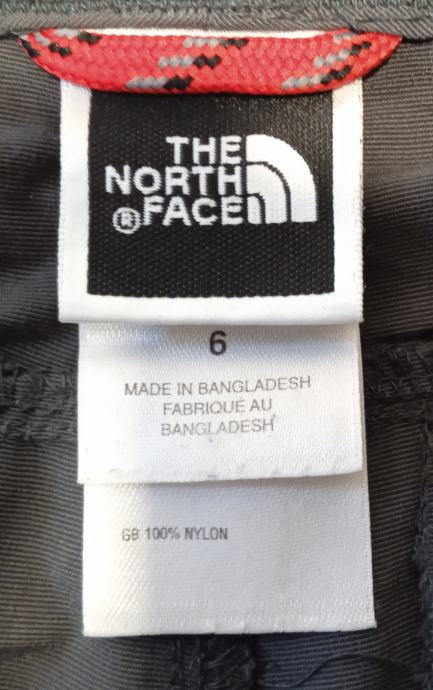 THE
NORTH
® FACE
6
MADE IN BANGLADESH
FABRIQUÉ AU
BANGLADESH
GB 100% NYLON